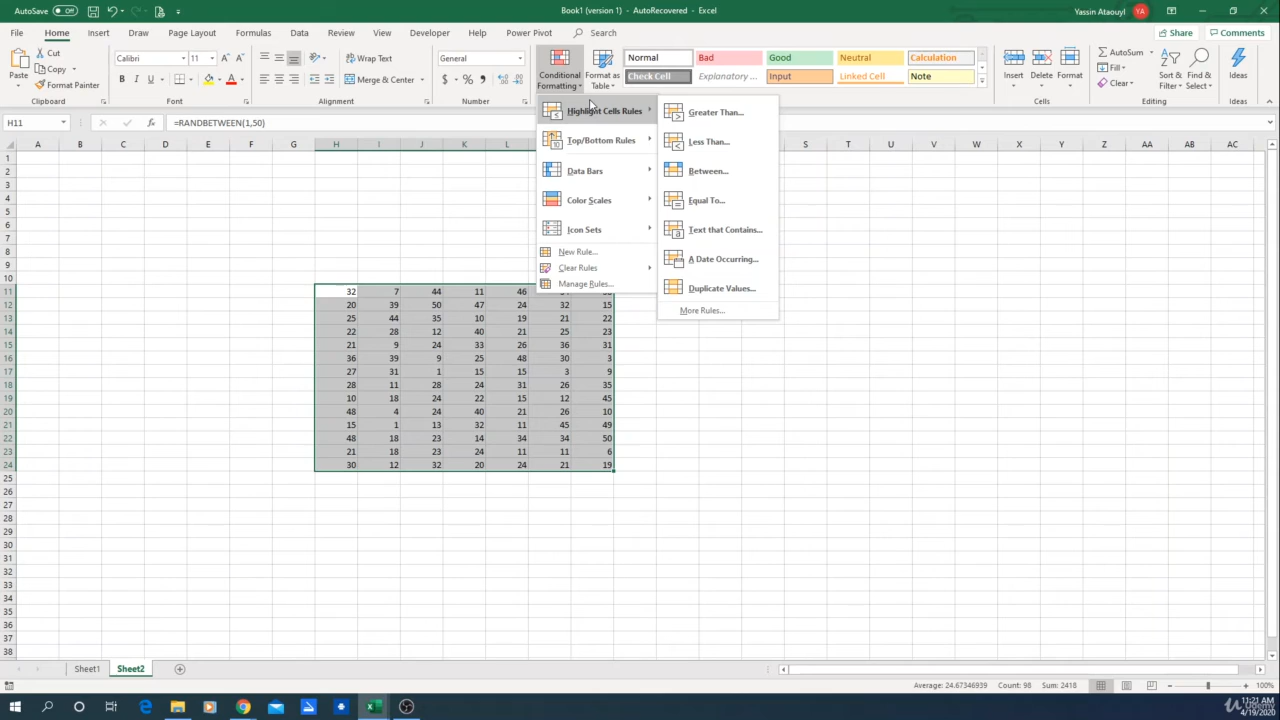 AutoSave Off Book1 (version 1) - AutoRecovered - Excel Yassin Ataouyl YA
File Home Insert Draw Page Layout Formulas Data Review View Developer Help Power Pivot Search Share Comments
Paste
Cut
Copy
Format Painter
Clipboard
Calibri 11
B I U
Font
Wrap Text
Merge & Center
Alignment
General
$ % ,
Number
Conditional Formatting
Format as Table
Normal Bad Good Neutral Calculation
Check Cell Explanatory ... Input Linked Cell Note
Insert Delete Format
Cells
AutoSum
Fill
Clear
Sort & Filter
Find & Select
Editing
Ideas
Ideas
H11 fx =RANDBETWEEN(1,50)
Highlight Cells Rules
Top/Bottom Rules
Data Bars
Color Scales
Icon Sets
New Rule...
Clear Rules
Manage Rules...
Greater Than...
Less Than...
Between...
Equal To...
Text that Contains...
A Date Occurring...
Duplicate Values...
More Rules...
A B C D E F G H I J K L S T U V W X Y Z AA AB AC
1
2
3
4
5
6
7
8
9
10
11 32 7 44 11 46
12 20 39 50 47 24 32 15
13 25 44 35 10 19 21 22
14 22 28 12 40 21 25 23
15 21 9 24 33 26 36 31
16 36 39 9 25 48 30 3
17 27 31 1 15 15 3 9
18 28 11 28 24 31 26 35
19 10 18 24 22 15 12 45
20 48 4 24 40 21 26 10
21 15 1 13 32 11 45 49
22 48 18 23 24 14 34 34 50
23 21 18 23 24 11 11 6
24 30 12 32 20 24 21 19
25
26
27
28
29
30
31
32
33
34
35
36
37
38
Sheet1 Sheet2
Average: 24.67346939 Count: 98 Sum: 2418 100%
11:21 AM
4/19/2020
Udemy